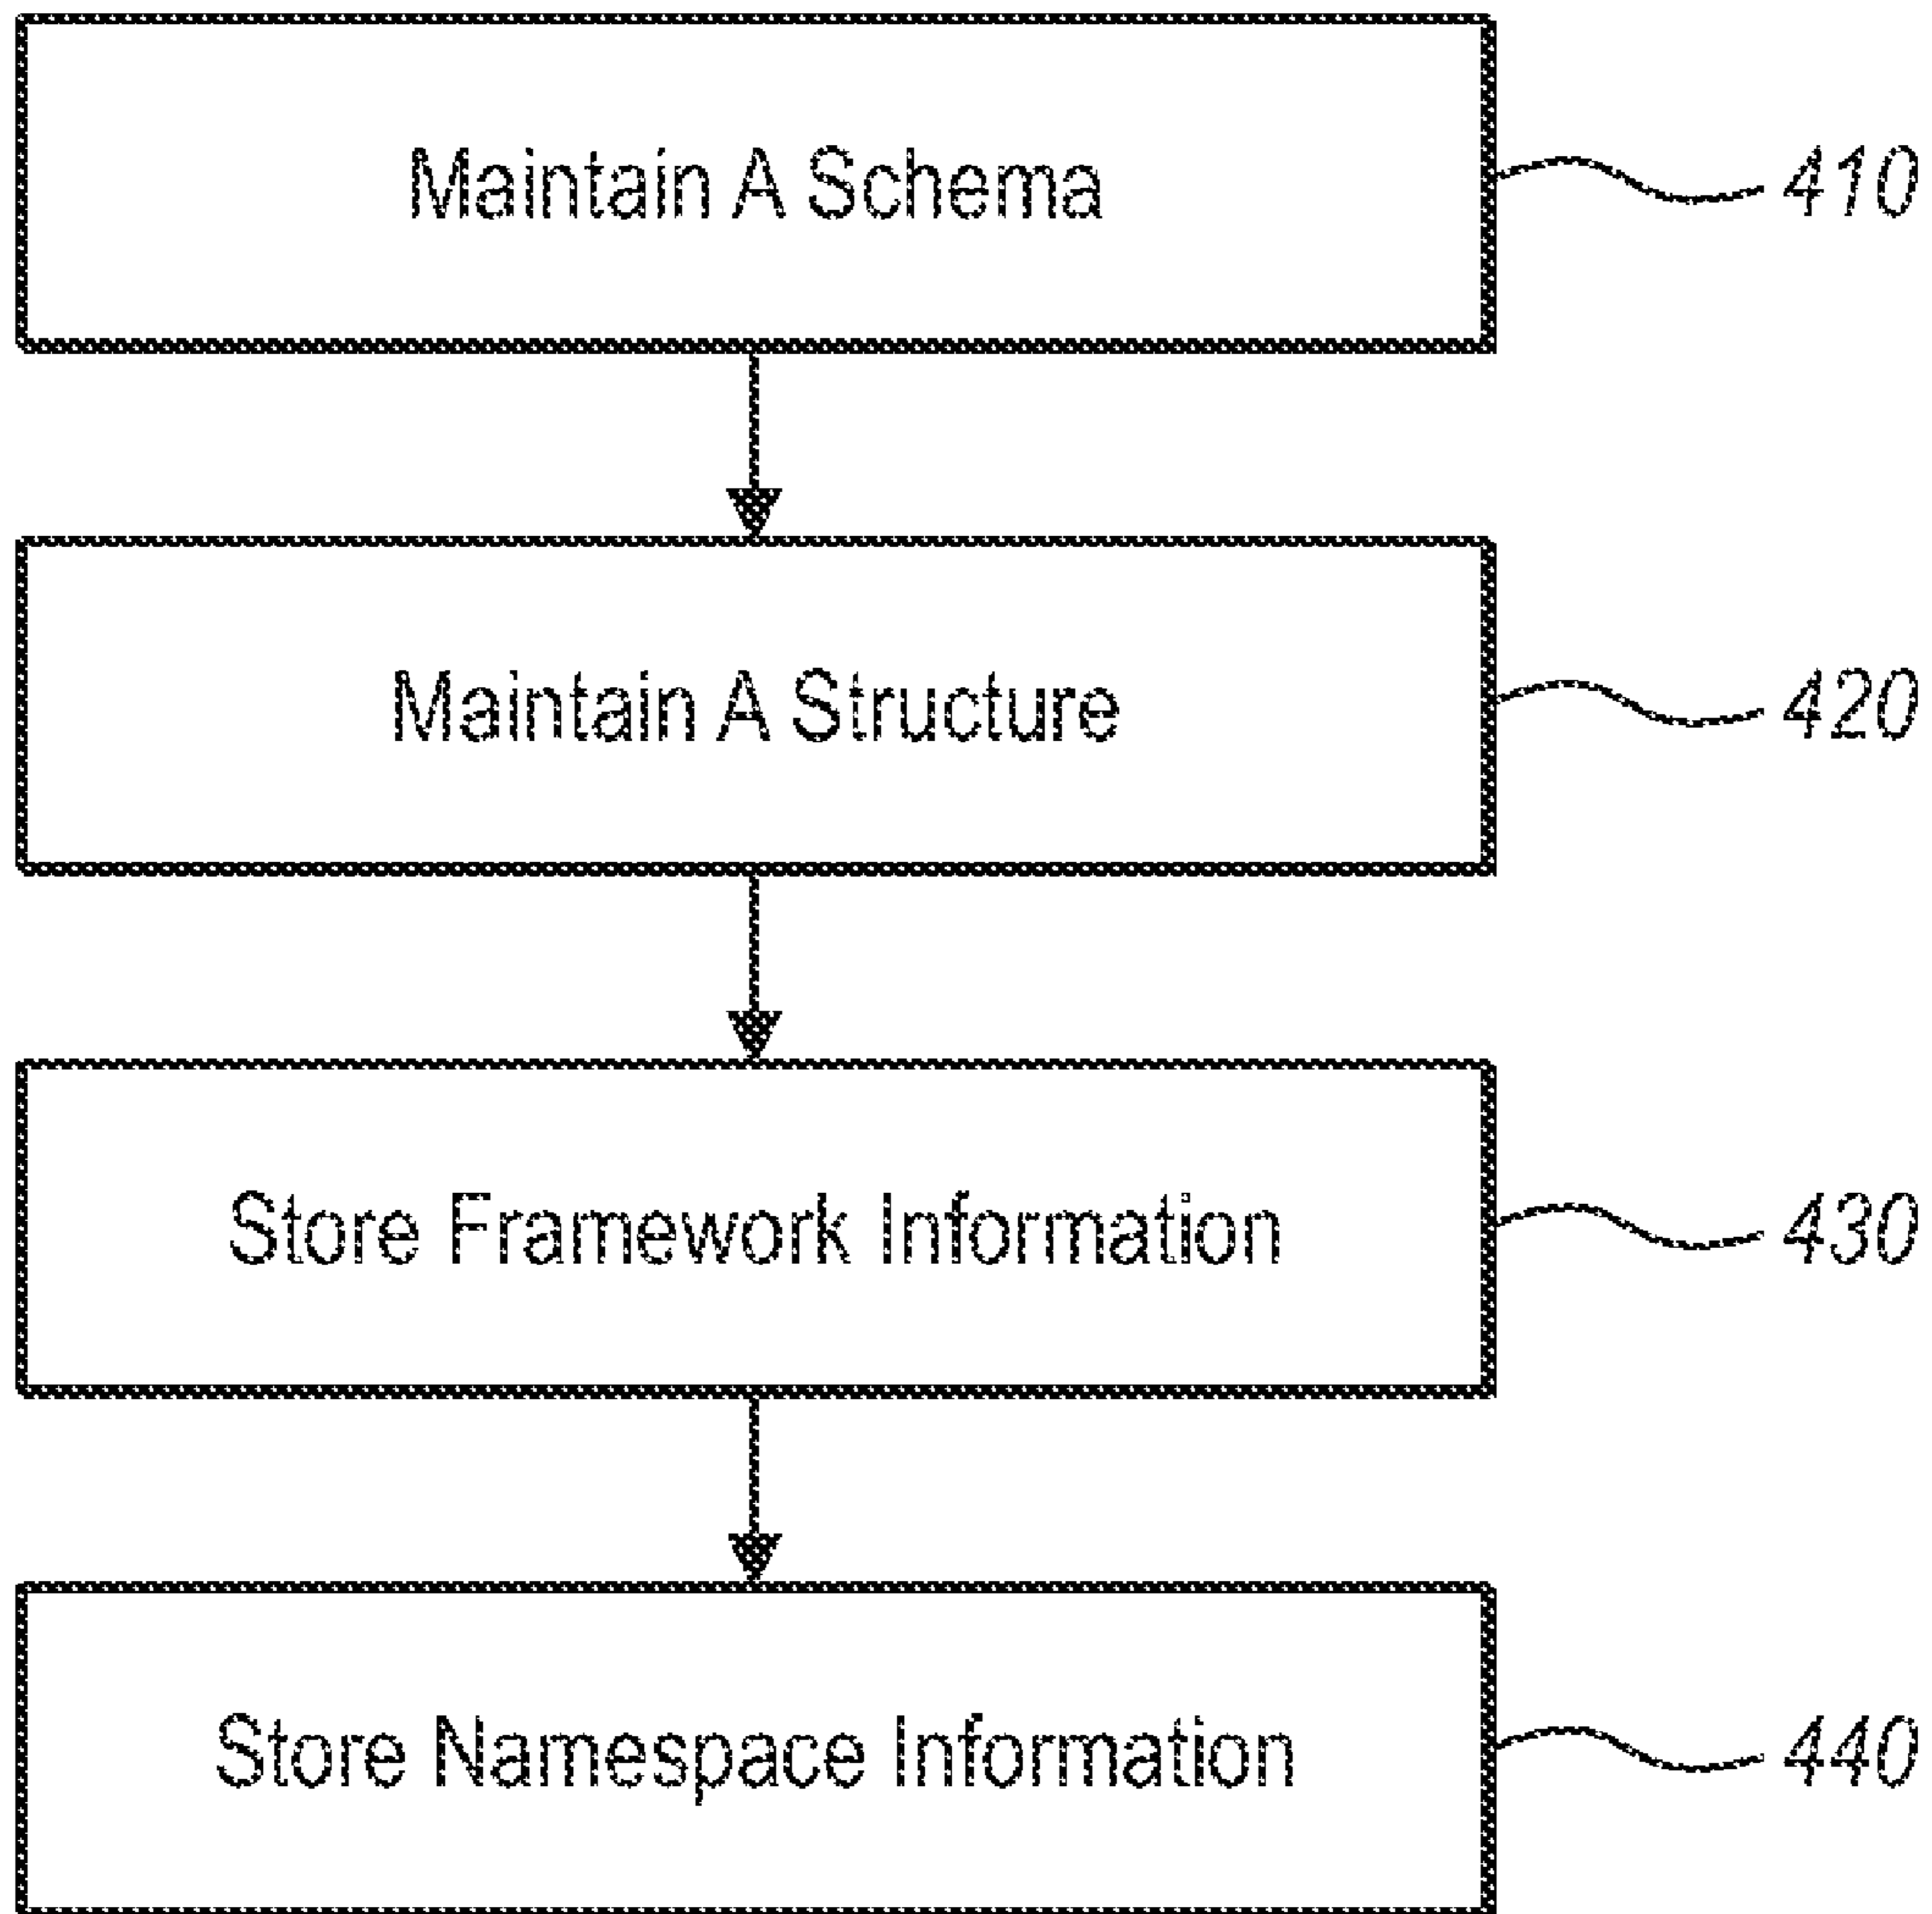 Maintain A Schema
410
Maintain A Structure
420
Store Framework Information
430
Store Namespace Information
440